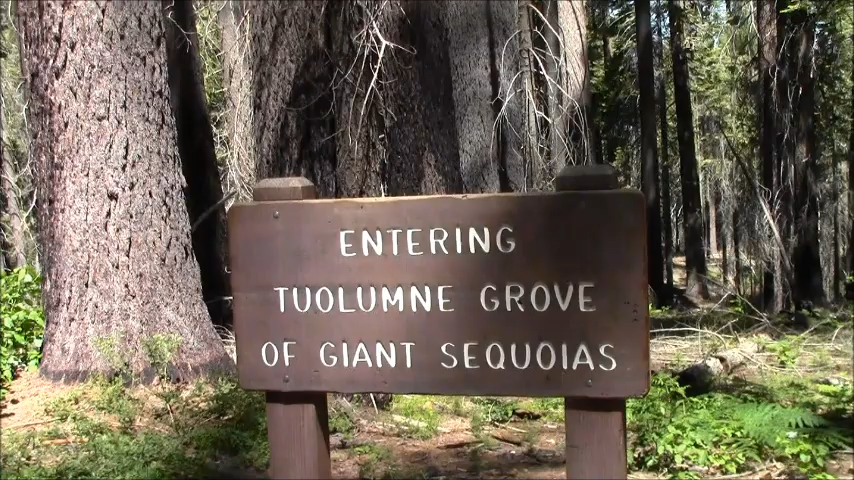 ENTERING
TUOLUMNE GROVE
OF GIANT SEQUOIAS